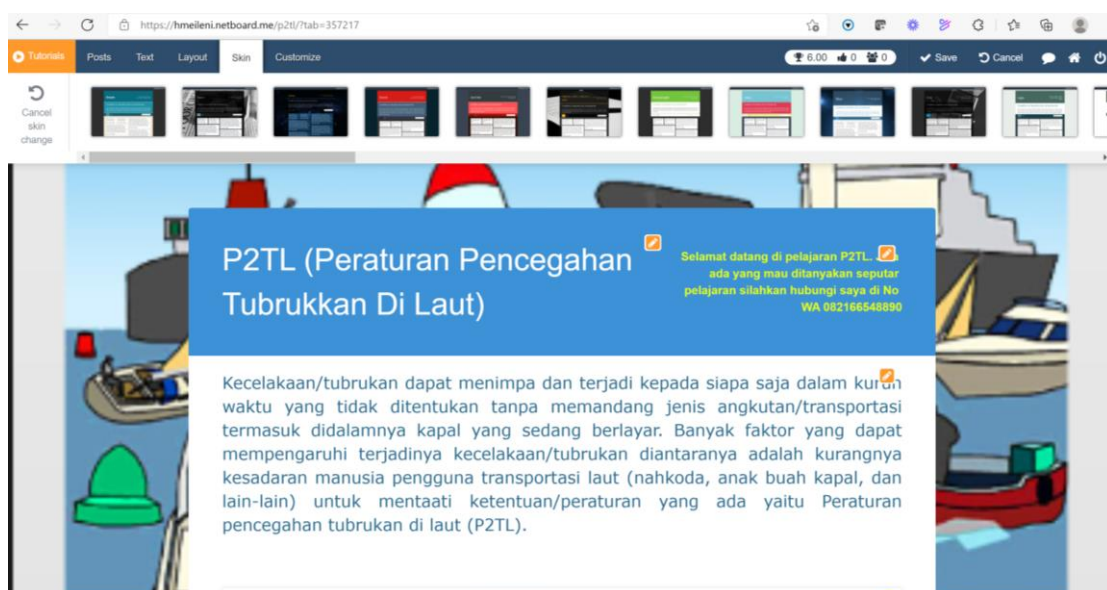 https://hmeileni.netboard.me/p2tl/?tab=357217
Tutorials Posts Text Layout Skin Customize 6.00 0 0 Save Cancel
Cancel
skin
change
P2TL (Peraturan Pencegahan
Tubrukkan Di Laut)
Selamat datang di pelajaran P2TL.
ada yang mau ditanyakan seputar
pelajaran silahkan hubungi saya di No
WA 082166548890
Kecelakaan/tubrukan dapat menimpa dan terjadi kepada siapa saja dalam kurun
waktu yang tidak ditentukan tanpa memandang jenis angkutan/transportasi
termasuk didalamnya kapal yang sedang berlayar. Banyak faktor yang dapat
mempengaruhi terjadinya kecelakaan/tubrukan diantaranya adalah kurangnya
kesadaran manusia pengguna transportasi laut (nahkoda, anak buah kapal, dan
lain-lain) untuk mentaati ketentuan/peraturan yang ada yaitu Peraturan
pencegahan tubrukan di laut (P2TL).